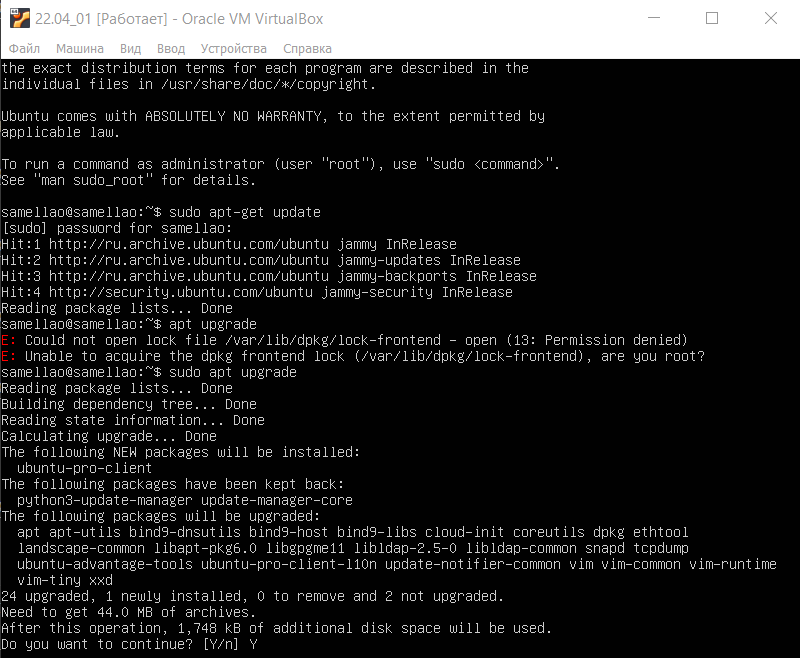 22.04_01 [Работает] - Oracle VM VirtualBox
Файл Машина Вид Ввод Устройства Справка
the exact distribution terms for each program are described in the
individual files in /usr/share/doc/*/copyright.
Ubuntu comes with ABSOLUTELY NO WARRANTY, to the extent permitted by
applicable law.
To run a command as administrator (user "root"), use "sudo <command>".
See "man sudo_root" for details.
samellao@samellao:~$ sudo apt-get update
[sudo] password for samellao:
Hit:1 http://ru.archive.ubuntu.com/ubuntu jammy InRelease
Hit:2 http://ru.archive.ubuntu.com/ubuntu jammy-updates InRelease
Hit:3 http://ru.archive.ubuntu.com/ubuntu jammy-backports InRelease
Hit:4 http://security.ubuntu.com/ubuntu jammy-security InRelease
Reading package lists... Done
samellao@samellao:~$ apt upgrade
E: Could not open lock file /var/lib/dpkg/lock-frontend - open (13: Permission denied)
E: Unable to acquire the dpkg frontend lock (/var/lib/dpkg/lock-frontend), are you root?
samellao@samellao:~$ sudo apt upgrade
Reading package lists... Done
Building dependency tree... Done
Reading state information... Done
Calculating upgrade... Done
The following NEW packages will be installed:
  ubuntu-pro-client
The following packages have been kept back:
  python3-update-manager update-manager-core
The following packages will be upgraded:
  apt apt-utils bind9-dnsutils bind9-host bind9-libs cloud-init coreutils dpkg ethtool
  landscape-common libapt-pkg6.0 libgpgme11 libldap-2.5-0 libldap-common snapd tcpdump
  ubuntu-advantage-tools ubuntu-pro-client-l10n update-notifier-common vim vim-common vim-runtime
  vim-tiny xxd
24 upgraded, 1 newly installed, 0 to remove and 2 not upgraded.
Need to get 44.0 MB of archives.
After this operation, 1,748 kB of additional disk space will be used.
Do you want to continue? [Y/n] Y